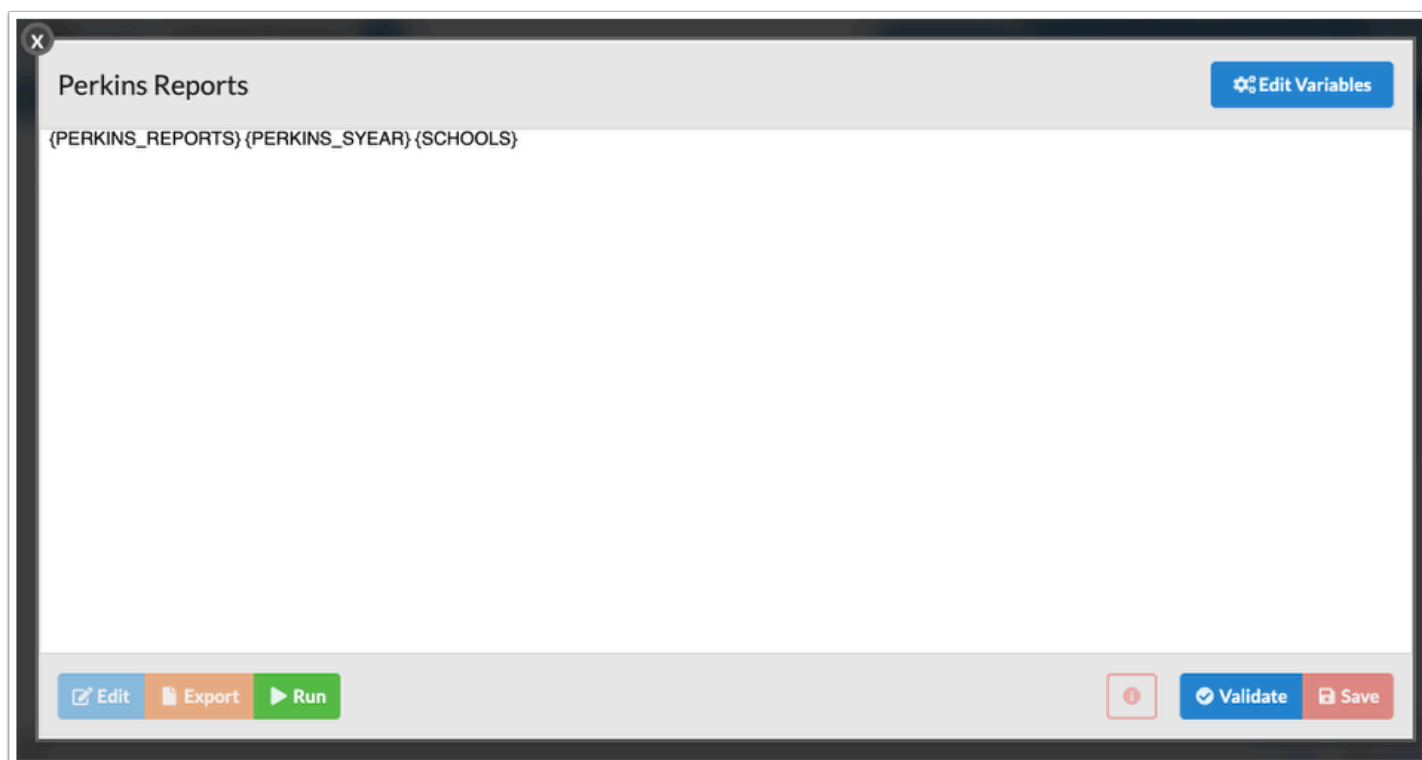 X
Perkins Reports
Edit Variables
{PERKINS_REPORTS} {PERKINS_SYEAR} {SCHOOLS}
Edit Export Run Validate Save